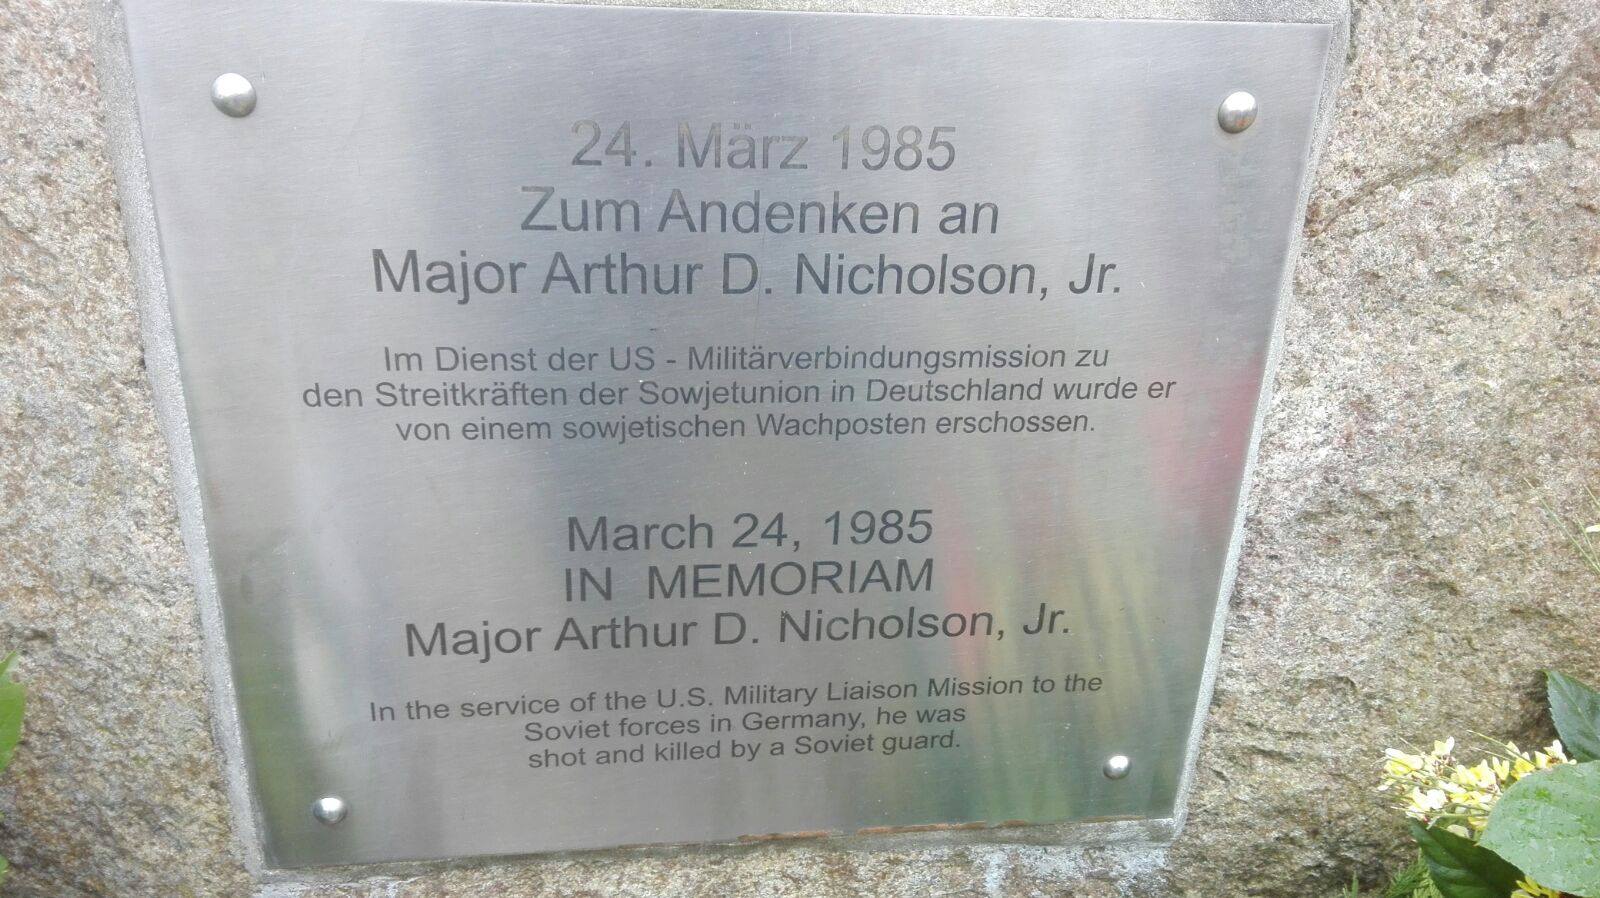 24. März 1985
Zum Andenken an
Major Arthur D. Nicholson, Jr.
Im Dienst der US - Militärverbindungsmission zu
den Streitkräften der Sowjetunion in Deutschland wurde er
von einem sowjetischen Wachposten erschossen.
March 24, 1985
IN MEMORIAM
Major Arthur D. Nicholson, Jr.
In the service of the U.S. Military Liaison Mission to the
Soviet forces in Germany, he was
shot and killed by a Soviet guard.